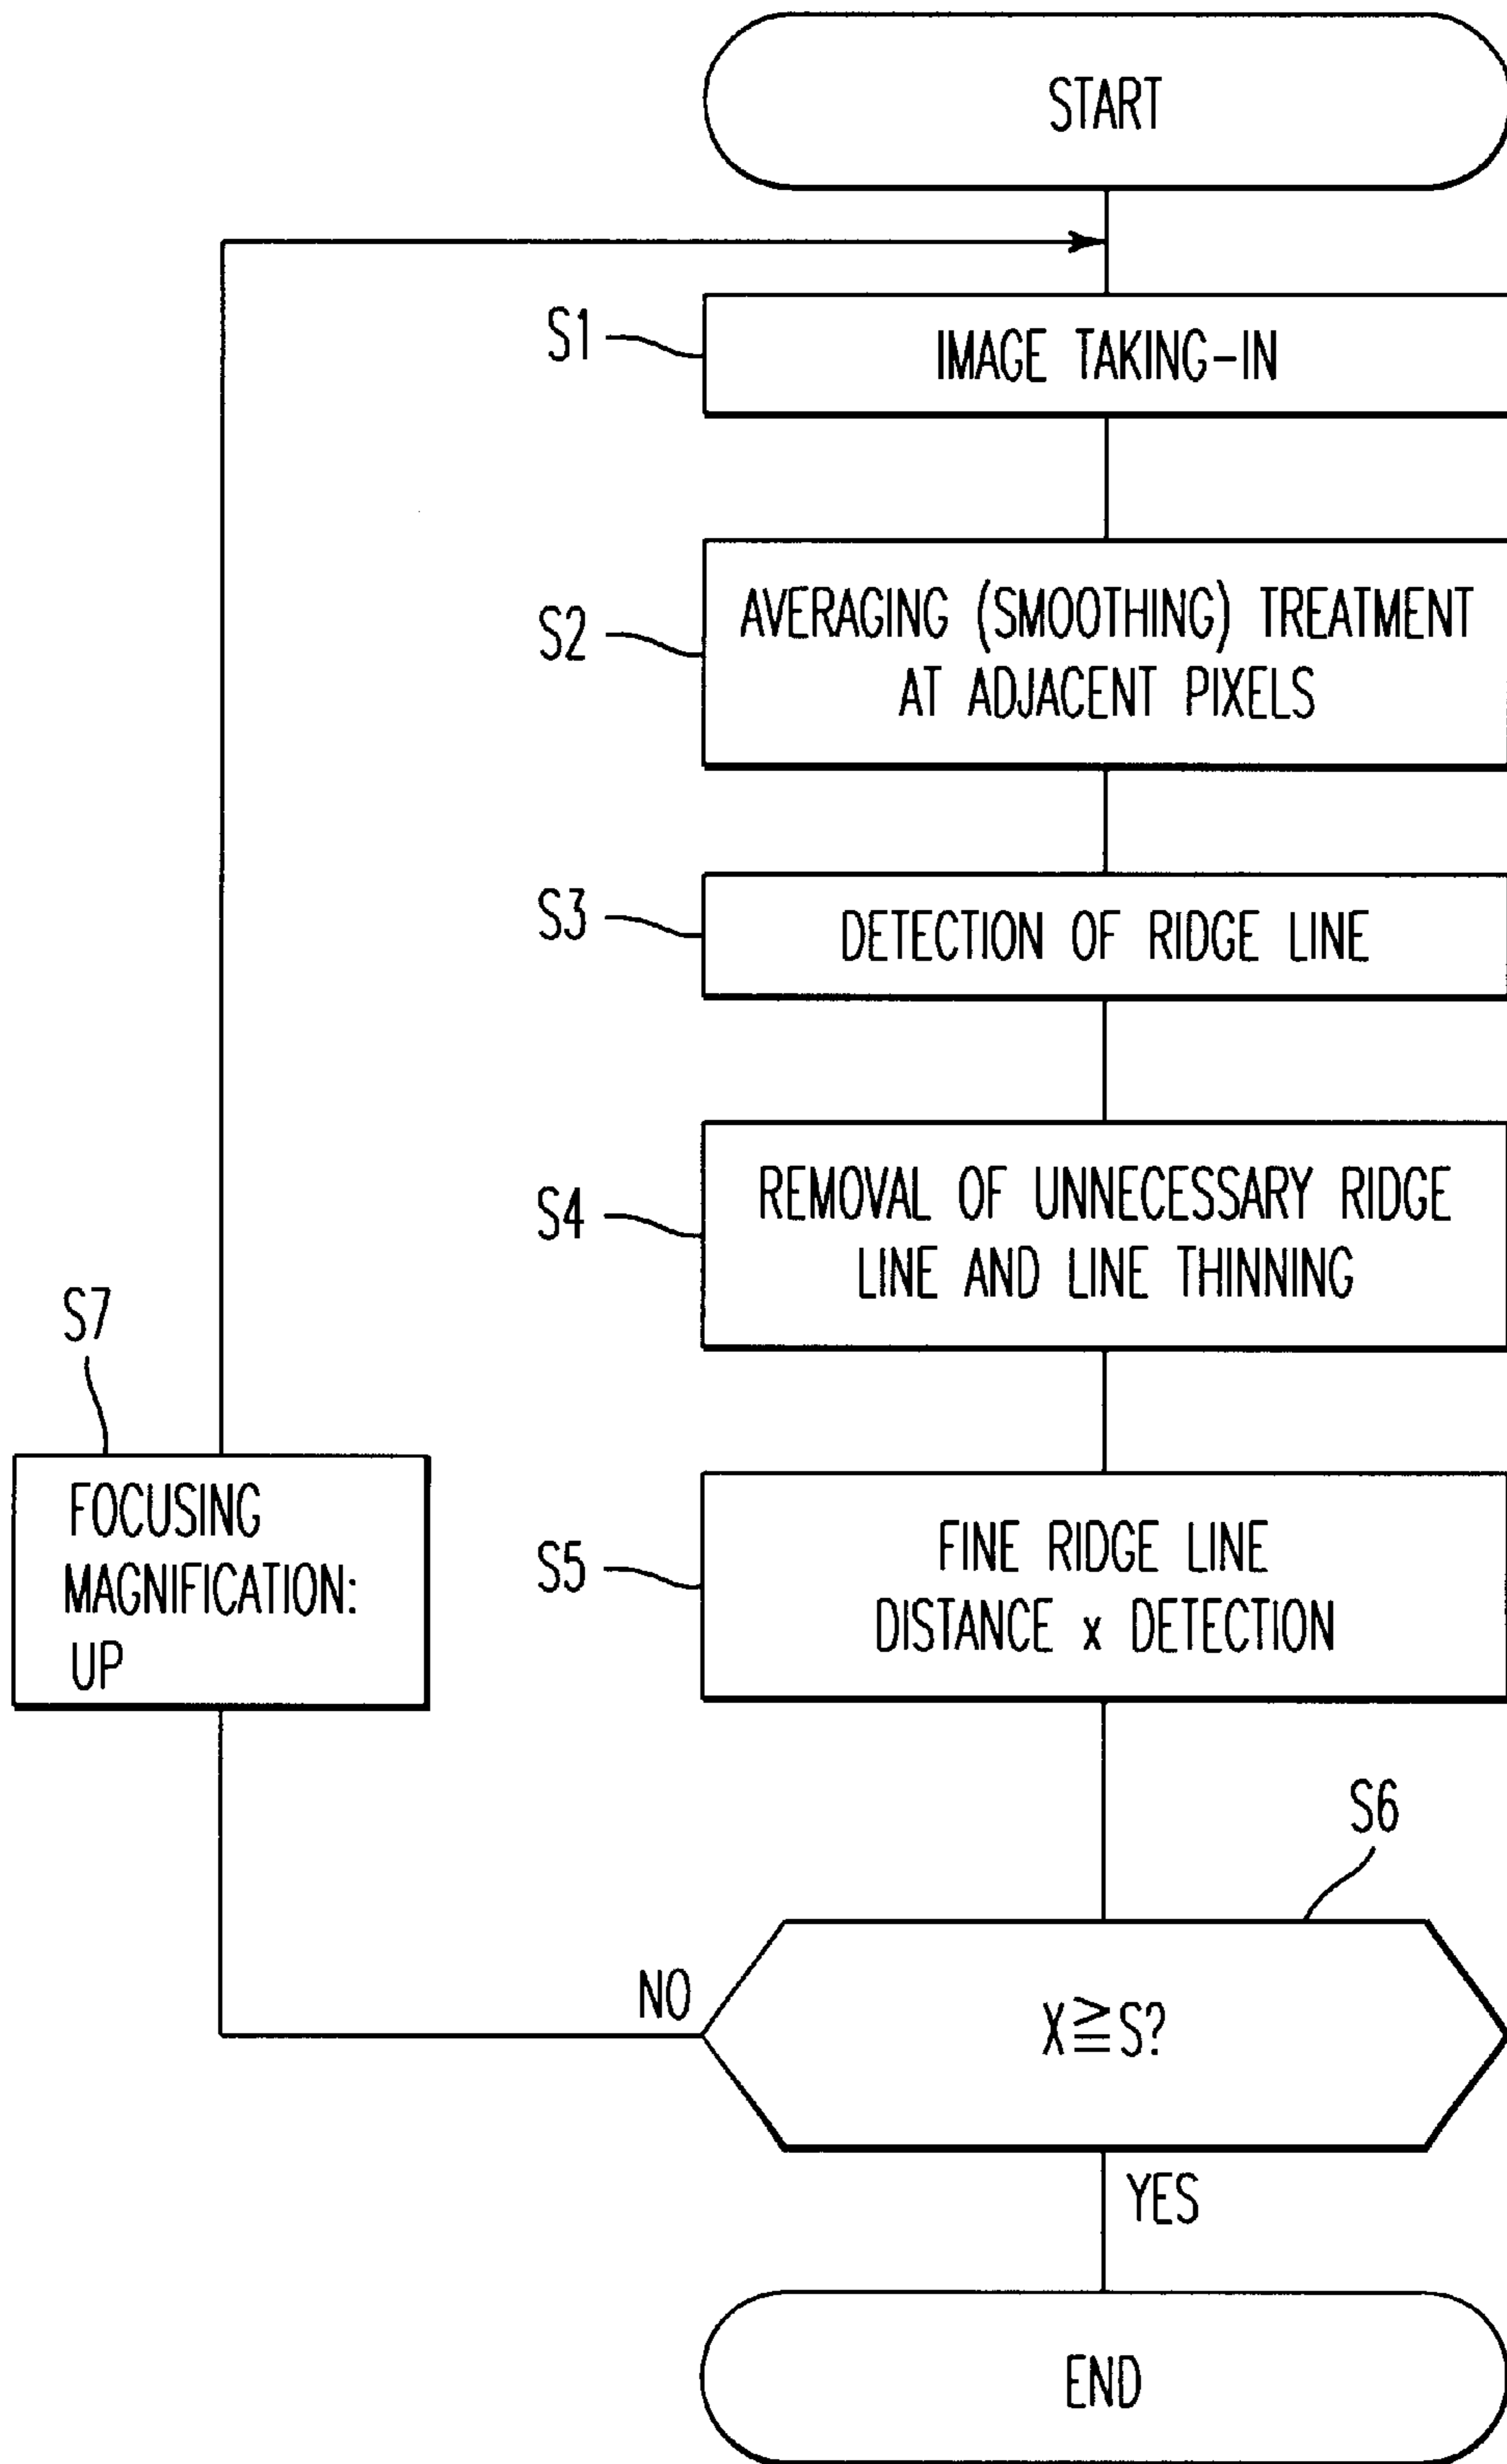 START
S1
IMAGE TAKING-IN
S2
AVERAGING (SMOOTHING) TREATMENT
AT ADJACENT PIXELS
S3
DETECTION OF RIDGE LINE
S4
REMOVAL OF UNNECESSARY RIDGE
LINE AND LINE THINNING
S7
FOCUSING
MAGNIFICATION:
UP
S5
FINE RIDGE LINE
DISTANCE x DETECTION
S6
NO
X≧S?
YES
END